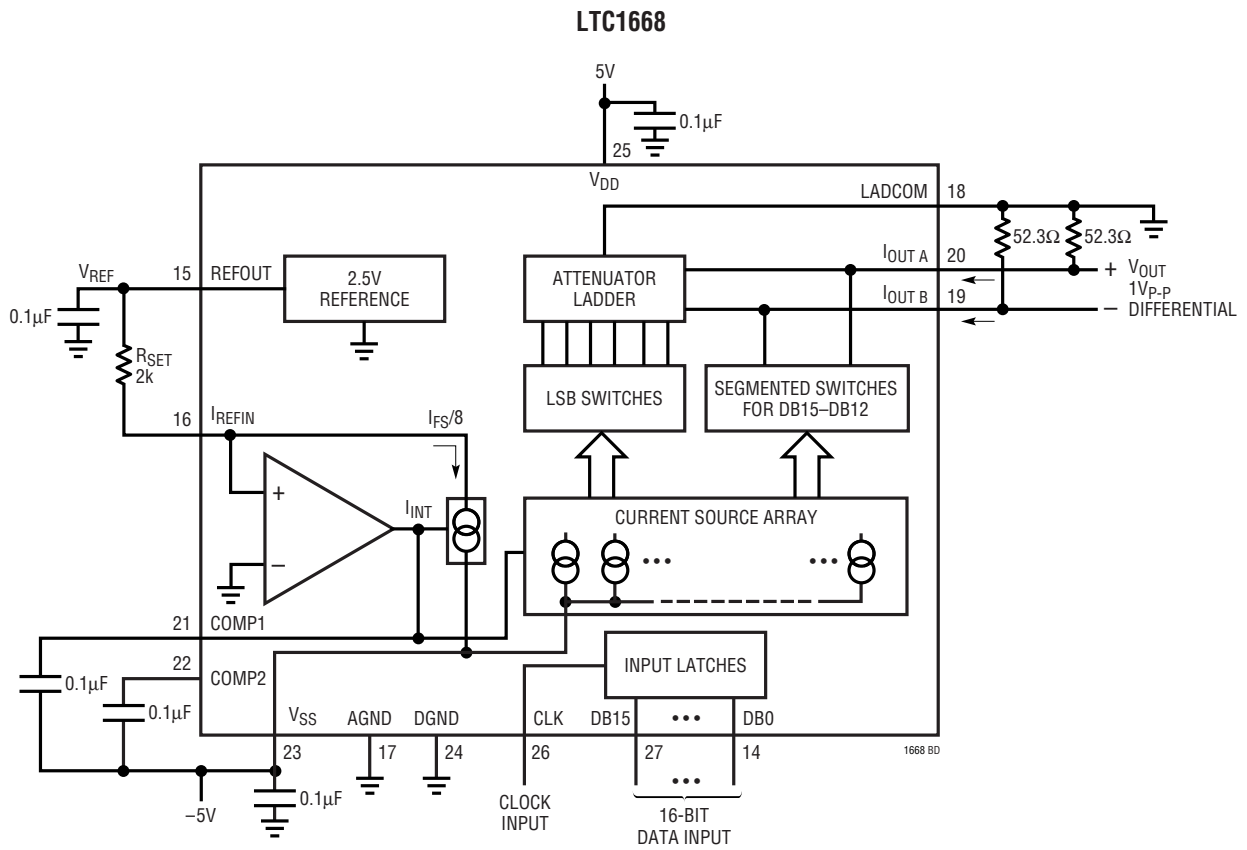 LTC1668
5V
0.1µF
25
VDD
LADCOM 18
52.3Ω 52.3Ω
VREF 15 REFOUT
2.5V
REFERENCE
ATTENUATOR
LADDER
IOUT A 20
IOUT B 19
+ VOUT
1VP-P
– DIFFERENTIAL
0.1µF
RSET
2k
LSB SWITCHES
SEGMENTED SWITCHES
FOR DB15–DB12
16 IREFIN
IFS/8
+
–
IINT
CURRENT SOURCE ARRAY
••• •••
21 COMP1
22 COMP2
0.1µF
0.1µF
INPUT LATCHES
VSS AGND DGND CLK DB15 ••• DB0
23 17 24 26 27 14
1668 BD
–5V
0.1µF
CLOCK
INPUT
•••
16-BIT
DATA INPUT